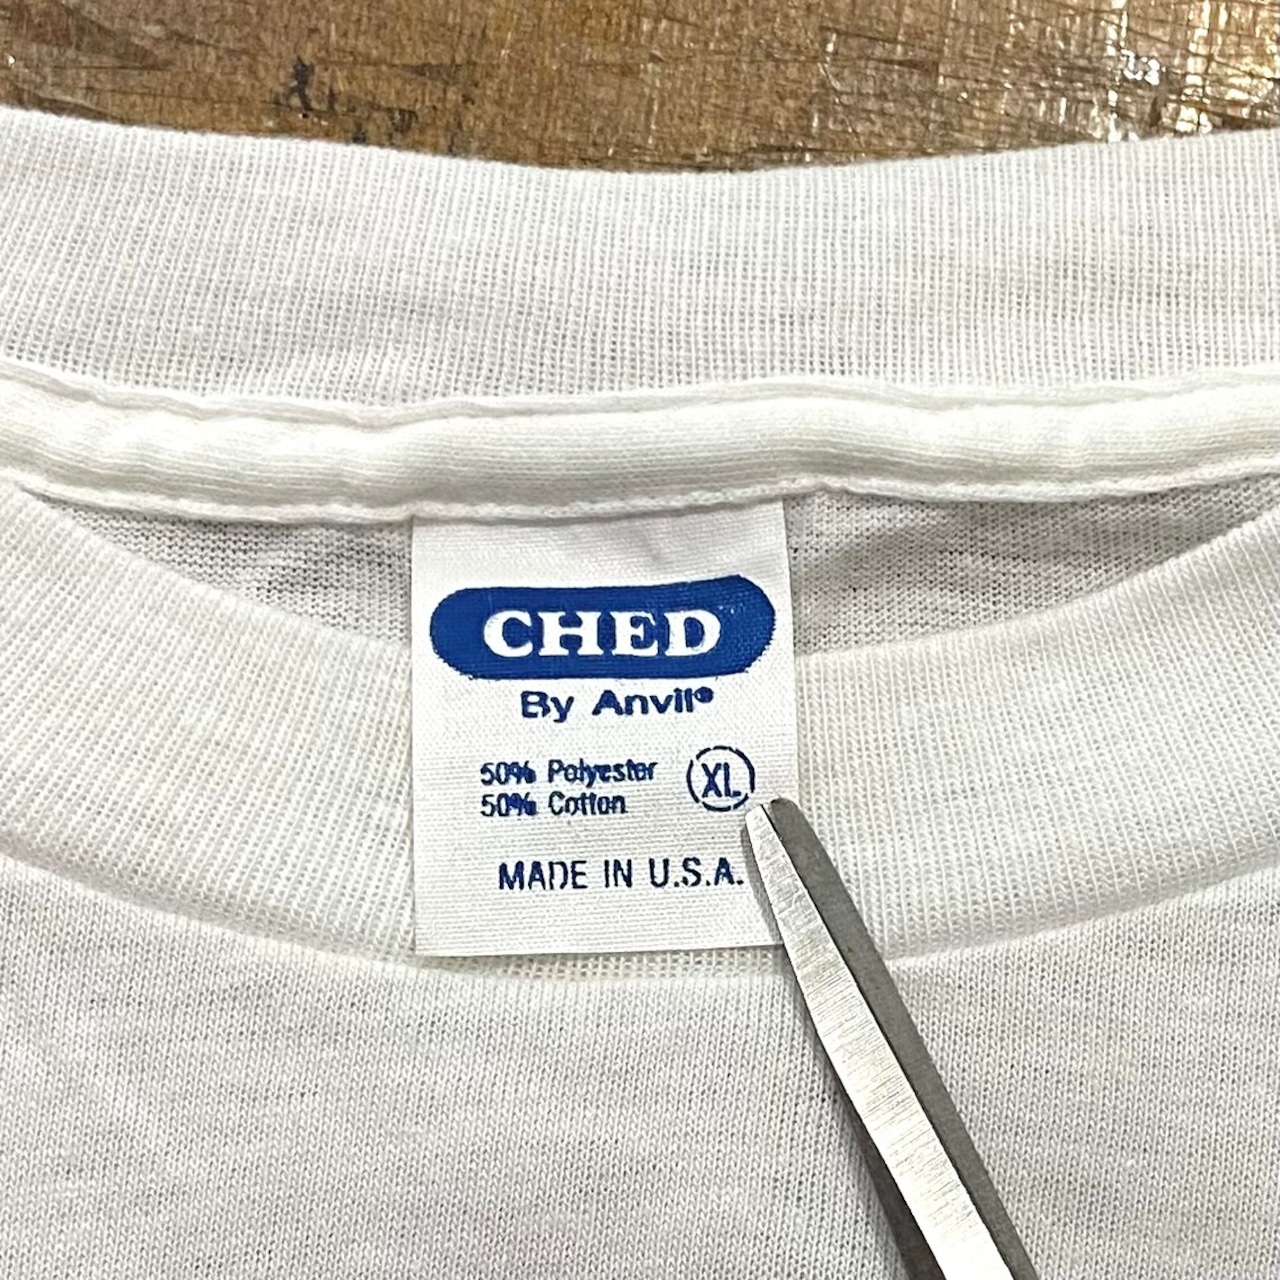 CHED
By Anvil®
50% Polyester
50% Cotton
XL
MADE IN U.S.A.